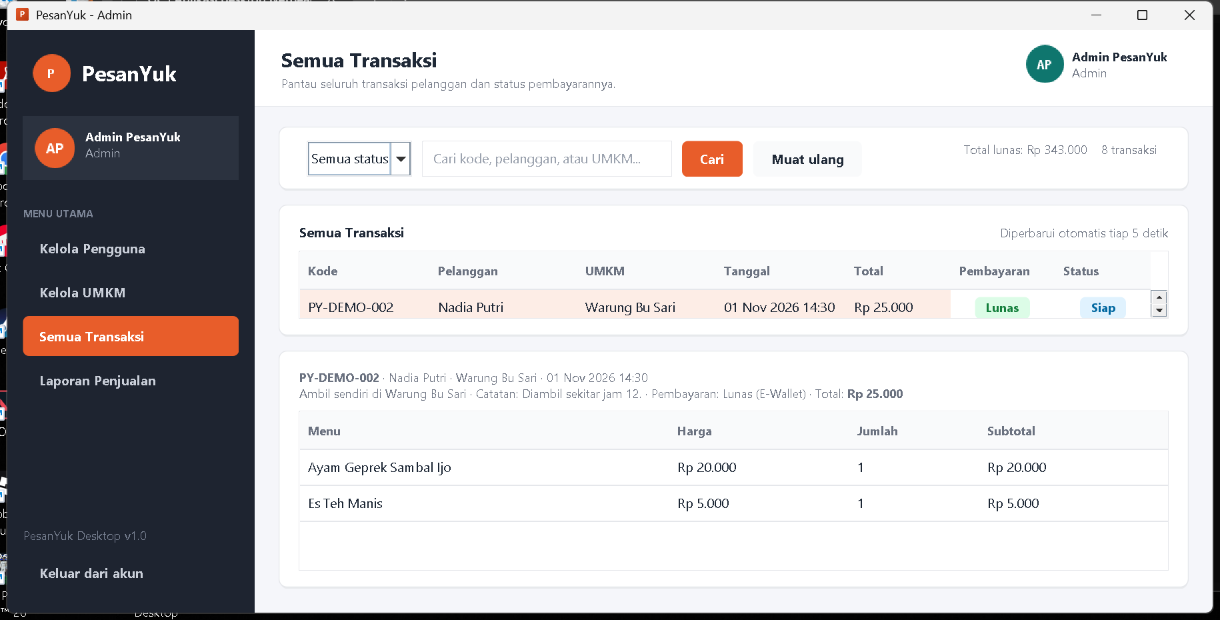 PesanYuk - Admin
P PesanYuk
AP Admin PesanYuk
Admin
MENU UTAMA
Kelola Pengguna
Kelola UMKM
Semua Transaksi
Laporan Penjualan
PesanYuk Desktop v1.0
Keluar dari akun
Semua Transaksi
Pantau seluruh transaksi pelanggan dan status pembayarannya.
AP Admin PesanYuk
Admin
Semua status Cari kode, pelanggan, atau UMKM... Cari Muat ulang Total lunas: Rp 343.000 8 transaksi
Semua Transaksi Diperbarui otomatis tiap 5 detik
Kode Pelanggan UMKM Tanggal Total Pembayaran Status
PY-DEMO-002 Nadia Putri Warung Bu Sari 01 Nov 2026 14:30 Rp 25.000 Lunas Siap
PY-DEMO-002 · Nadia Putri · Warung Bu Sari · 01 Nov 2026 14:30
Ambil sendiri di Warung Bu Sari · Catatan: Diambil sekitar jam 12. · Pembayaran: Lunas (E-Wallet) · Total: Rp 25.000
Menu Harga Jumlah Subtotal
Ayam Geprek Sambal Ijo Rp 20.000 1 Rp 20.000
Es Teh Manis Rp 5.000 1 Rp 5.000